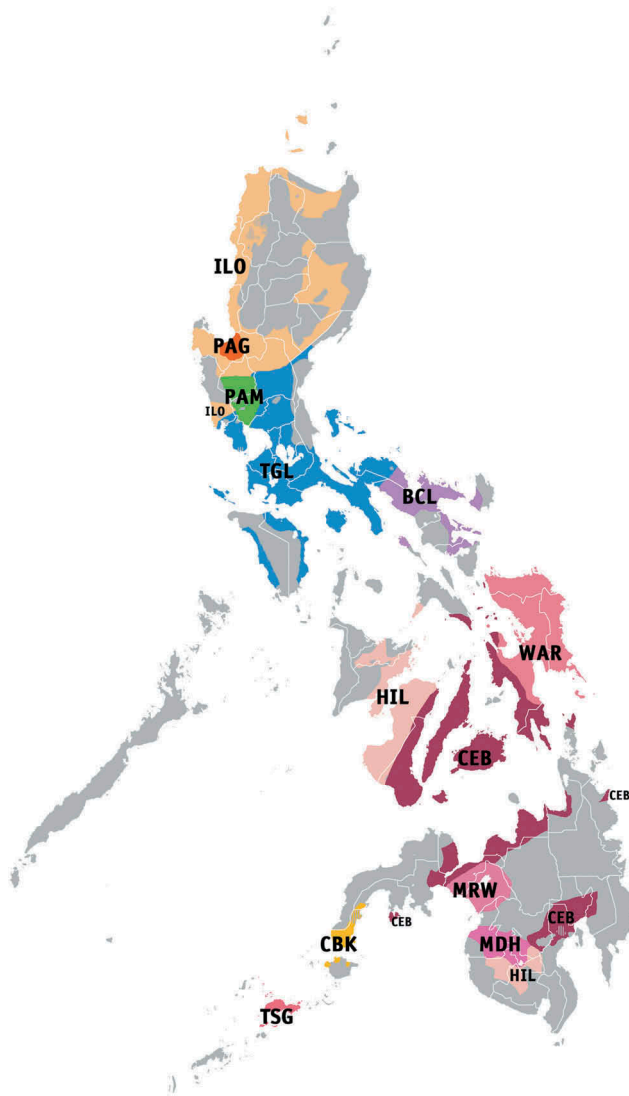 ILO
PAG
PAM
ILO
TGL
BCL
WAR
HIL
CEB
CEB
MRW
CEB
CEB
CBK
MDH
HIL
TSG